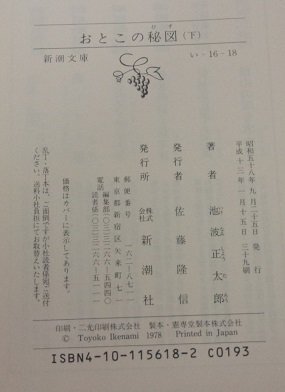 おとこの秘図(下)
新潮文庫 い-16-18
昭和五十八年九月二十五日 発行
平成十三年一月十五日 三十九刷
著者 池波正太郎
発行者 佐藤隆信
発行所 株式会社 新潮社
郵便番号 一六二―八七一一
東京都新宿区矢来町七一
電話 編集部〇三(三二六六)五四四〇
読者係〇三(三二六六)五一一一
価格はカバーに表示してあります。
乱丁・落丁本は、ご面倒ですが小社読者係宛ご送付
ください。送料小社負担にてお取替えいたします。
印刷・二光印刷株式会社 製本・憲専堂製本株式会社
© Toyoko Ikenami 1978 Printed in Japan
ISBN4-10-115618-2 C0193